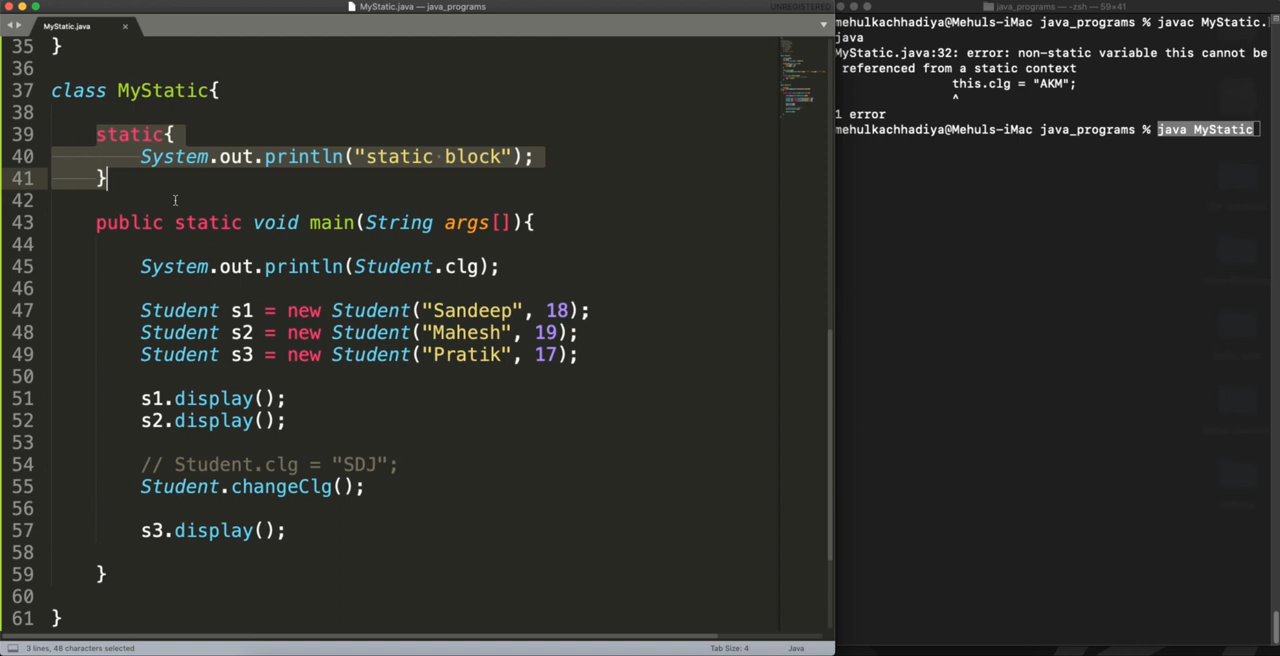 MyStatic.java — java_programs
UNREGISTERED
MyStatic.java
35 }
36
37 class MyStatic{
38
39 static{
40 System.out.println("static block");
41 }
42
43 public static void main(String args[]){
44
45 System.out.println(Student.clg);
46
47 Student s1 = new Student("Sandeep", 18);
48 Student s2 = new Student("Mahesh", 19);
49 Student s3 = new Student("Pratik", 17);
50
51 s1.display();
52 s2.display();
53
54 // Student.clg = "SDJ";
55 Student.changeClg();
56
57 s3.display();
58
59 }
60
61 }
3 lines, 48 characters selected
Tab Size: 4
Java
java_programs — -zsh — 59×41
mehulkachhadiya@Mehuls-iMac java_programs % javac MyStatic.
java
MyStatic.java:32: error: non-static variable this cannot be
referenced from a static context
this.clg = "AKM";
^
1 error
mehulkachhadiya@Mehuls-iMac java_programs % java MyStatic